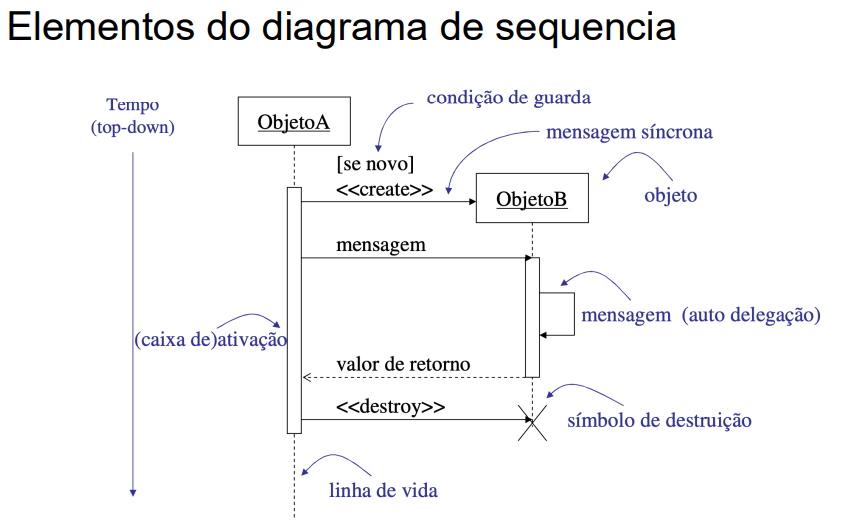 Elementos do diagrama de sequencia
Tempo
(top-down)
ObjetoA
condição de guarda
mensagem síncrona
[se novo]
<<create>>
ObjetoB
objeto
mensagem
mensagem (auto delegação)
(caixa de)ativação
valor de retorno
<<destroy>>
símbolo de destruição
linha de vida